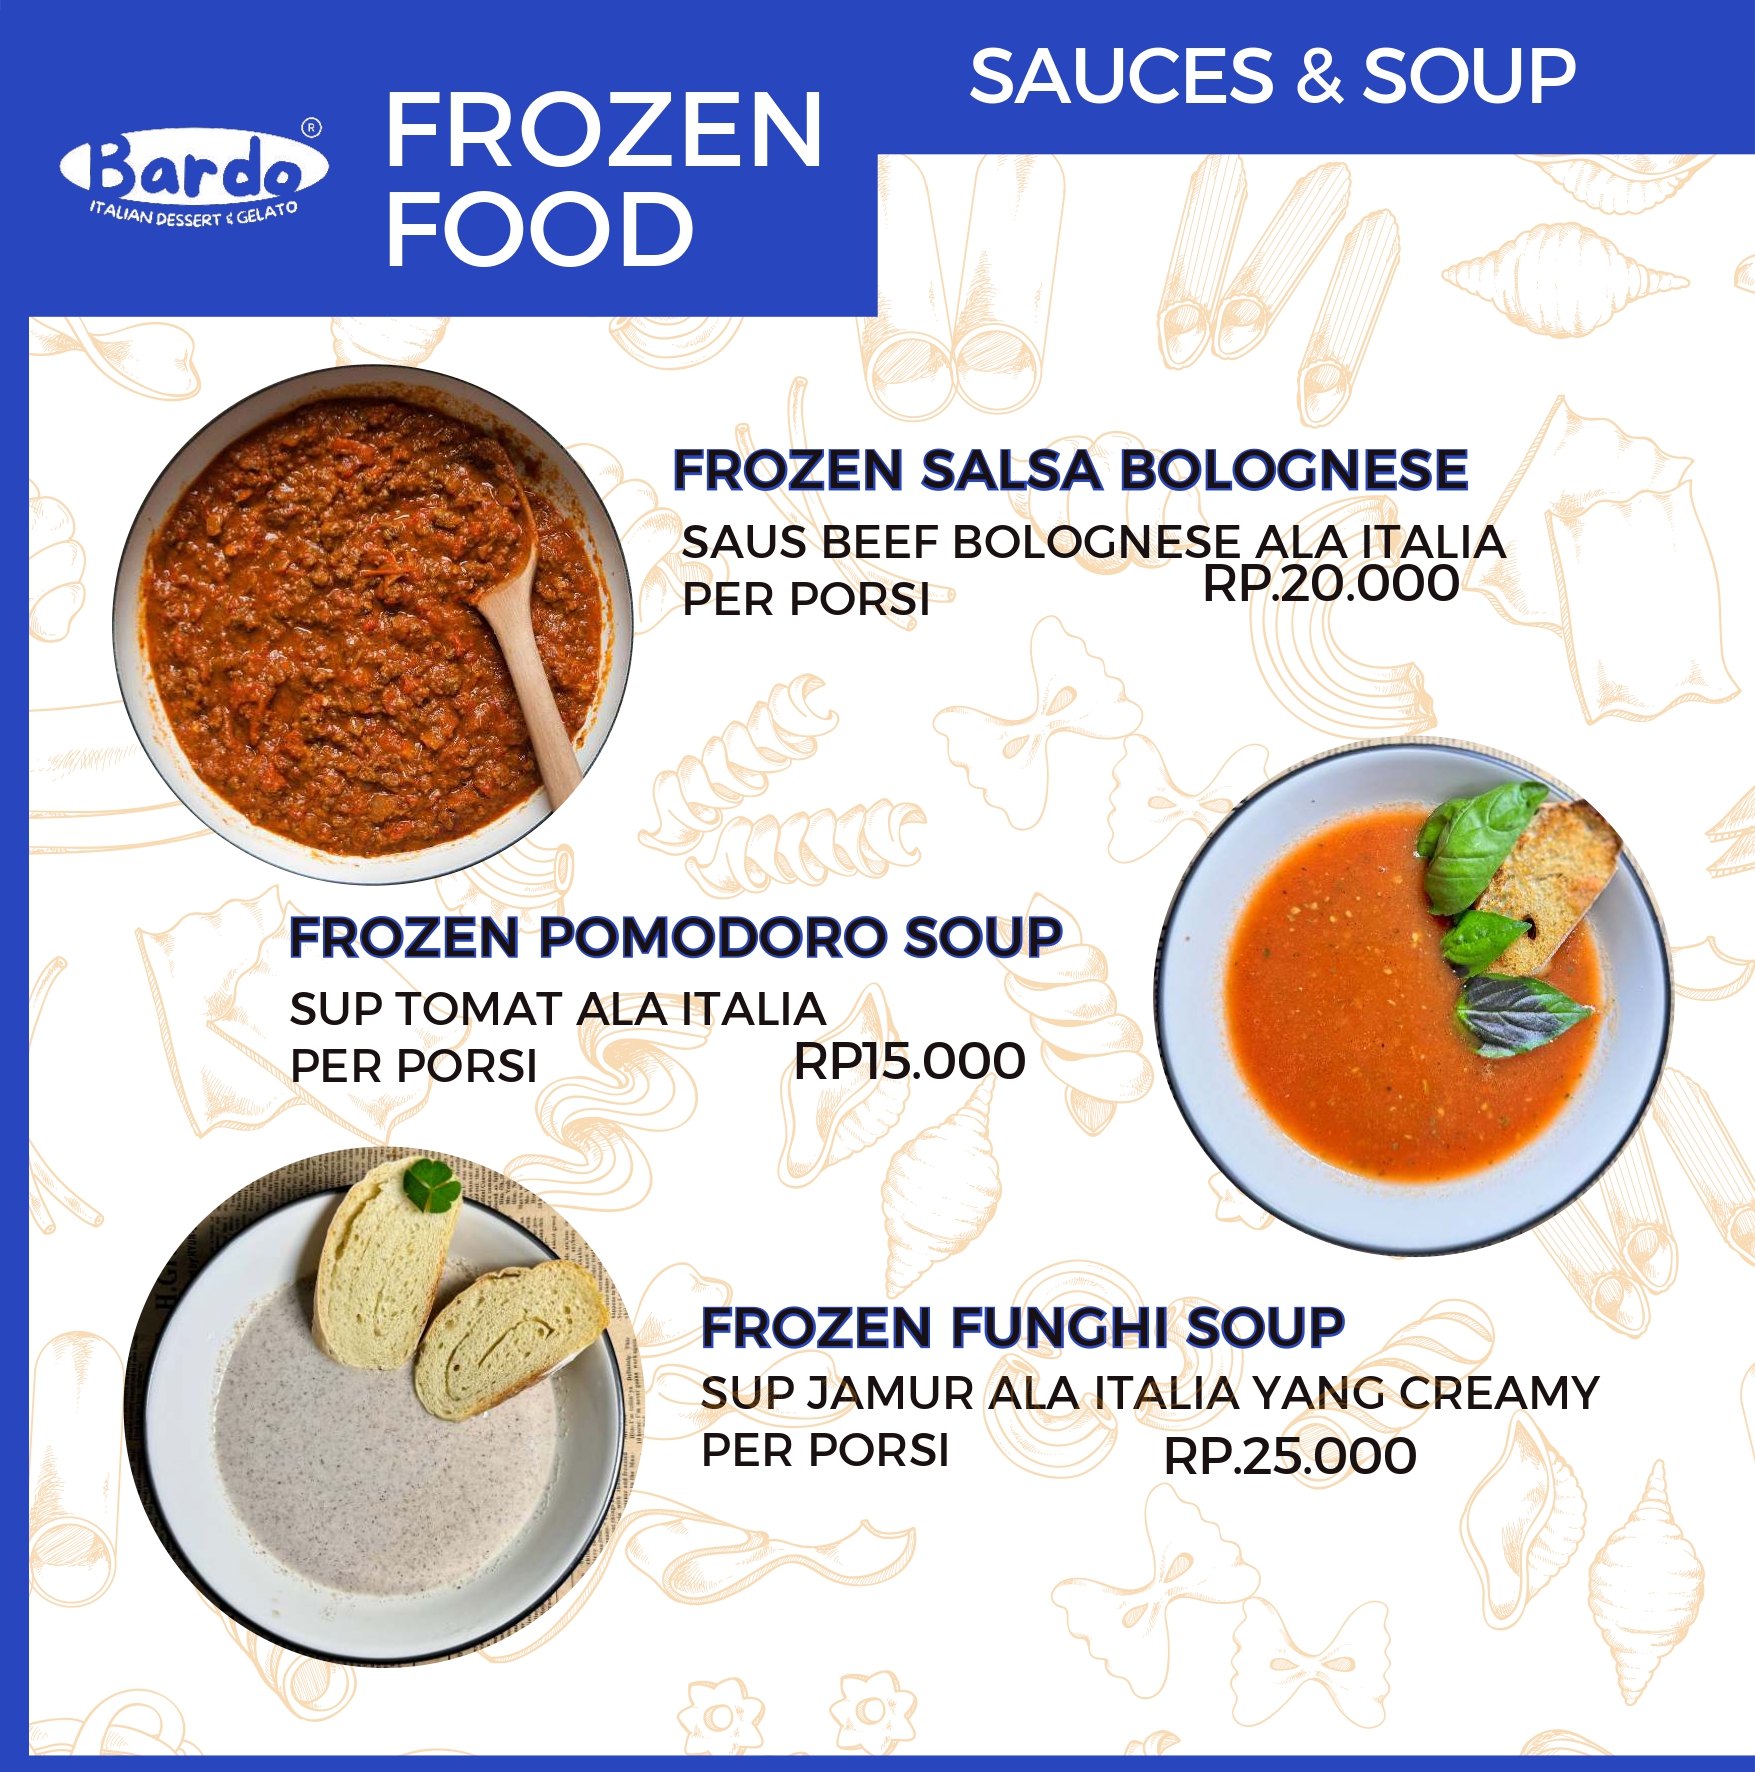 Bardo®
ITALIAN DESSERT & GELATO
FROZEN
FOOD
SAUCES & SOUP
FROZEN SALSA BOLOGNESE
SAUS BEEF BOLOGNESE ALA ITALIA
PER PORSI
RP.20.000
FROZEN POMODORO SOUP
SUP TOMAT ALA ITALIA
PER PORSI
RP15.000
FROZEN FUNGHI SOUP
SUP JAMUR ALA ITALIA YANG CREAMY
PER PORSI
RP.25.000